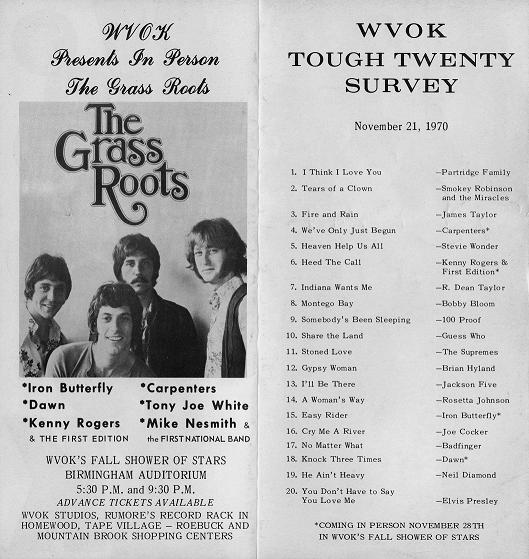 WVOK
Presents In Person
The Grass Roots
The
Grass
Roots
*Iron Butterfly
*Carpenters
*Dawn
*Tony Joe White
*Kenny Rogers
& THE FIRST EDITION
*Mike Nesmith &
the FIRST NATIONAL BAND
WVOK'S FALL SHOWER OF STARS
BIRMINGHAM AUDITORIUM
5:30 P.M. and 9:30 P.M.
ADVANCE TICKETS AVAILABLE
WVOK STUDIOS, RUMORE'S RECORD RACK IN
HOMEWOOD, TAPE VILLAGE – ROEBUCK AND
MOUNTAIN BROOK SHOPPING CENTERS
WVOK
TOUGH TWENTY
SURVEY
November 21, 1970
1. I Think I Love You –Partridge Family
2. Tears of a Clown –Smokey Robinson
and the Miracles
3. Fire and Rain –James Taylor
4. We've Only Just Begun –Carpenters*
5. Heaven Help Us All –Stevie Wonder
6. Heed The Call –Kenny Rogers &
First Edition*
7. Indiana Wants Me –R. Dean Taylor
8. Montego Bay –Bobby Bloom
9. Somebody's Been Sleeping –100 Proof
10. Share the Land –Guess Who
11. Stoned Love –The Supremes
12. Gypsy Woman –Brian Hyland
13. I'll Be There –Jackson Five
14. A Woman's Way –Rosetta Johnson
15. Easy Rider –Iron Butterfly*
16. Cry Me A River –Joe Cocker
17. No Matter What –Badfinger
18. Knock Three Times –Dawn*
19. He Ain't Heavy –Neil Diamond
20. You Don't Have to Say
You Love Me –Elvis Presley
*COMING IN PERSON NOVEMBER 28TH
IN WVOK'S FALL SHOWER OF STARS